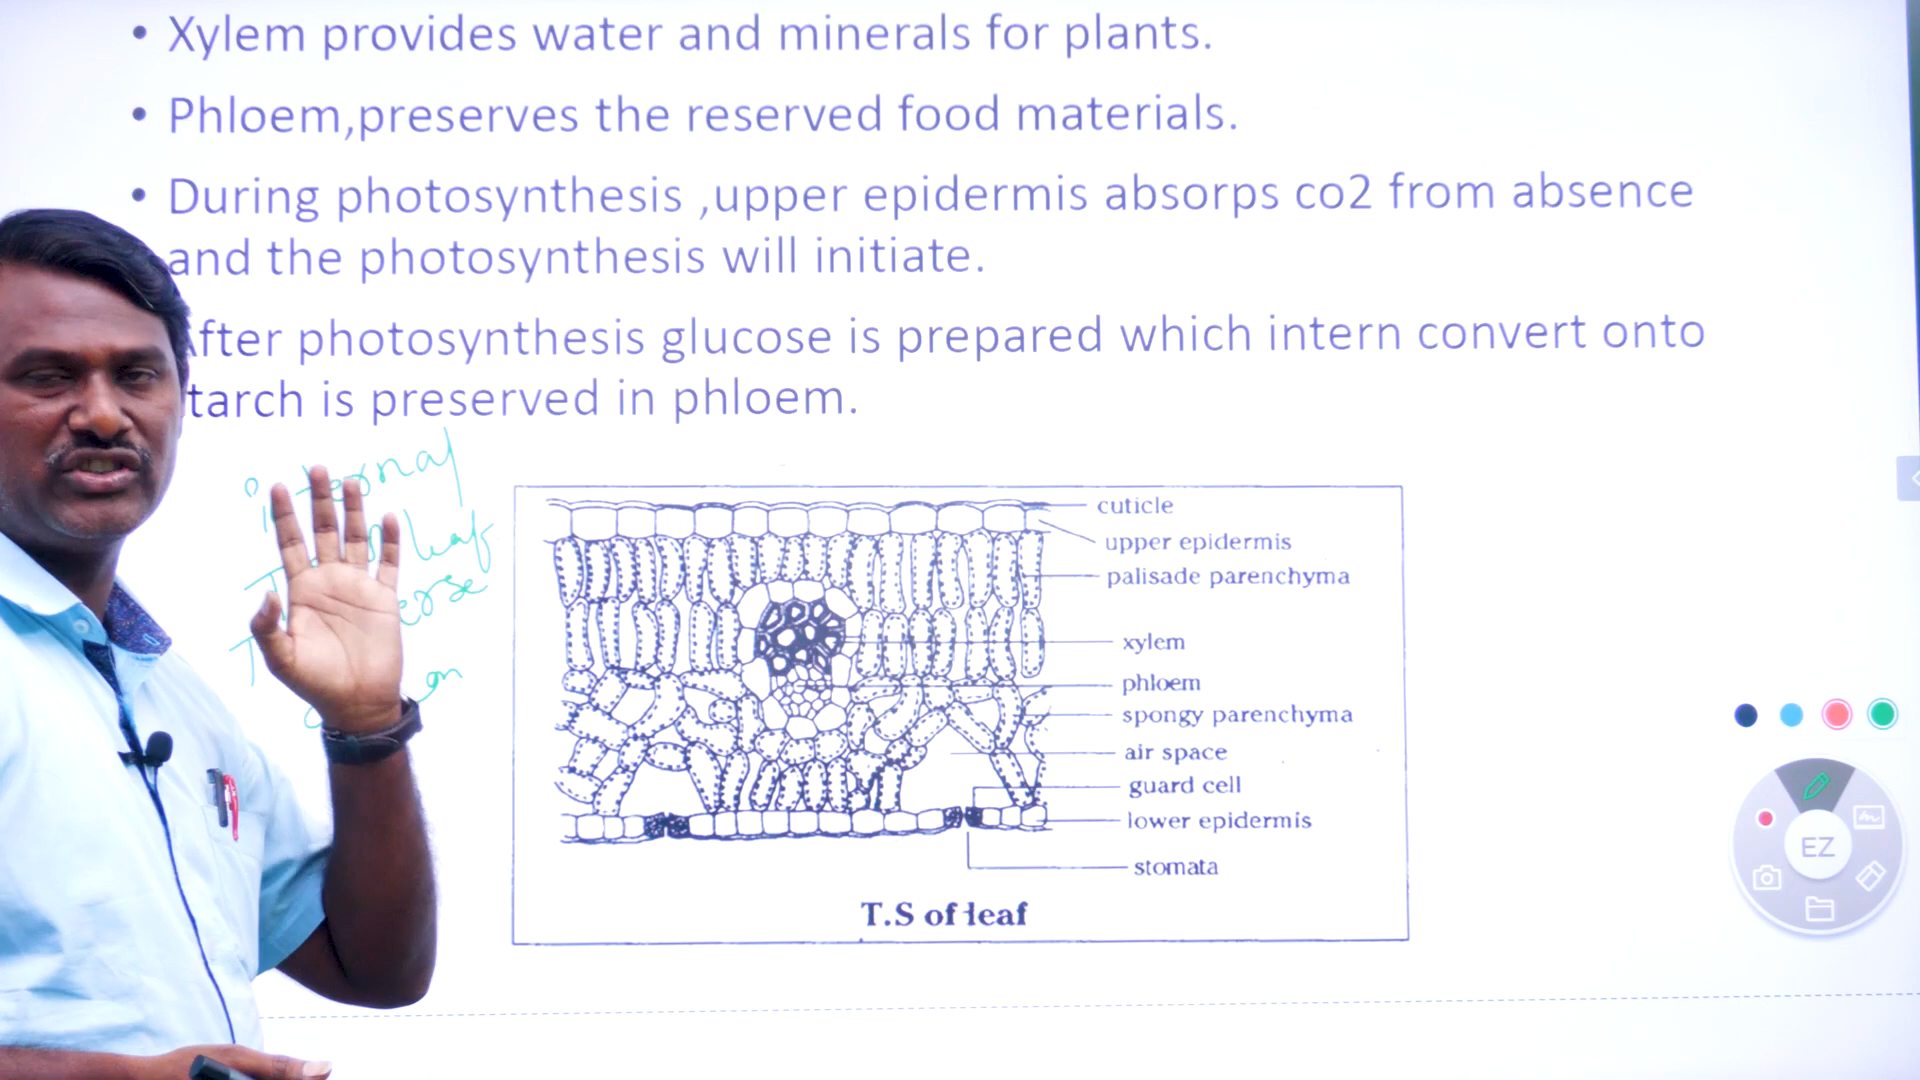 • Xylem provides water and minerals for plants.
• Phloem,preserves the reserved food materials.
• During photosynthesis ,upper epidermis absorps co2 from absence
and the photosynthesis will initiate.
fter photosynthesis glucose is prepared which intern convert onto
tarch is preserved in phloem.
internal
leaf
cuticle
upper epidermis
palisade parenchyma
xylem
phloem
spongy parenchyma
air space
guard cell
lower epidermis
stomata
T.S of leaf
EZ